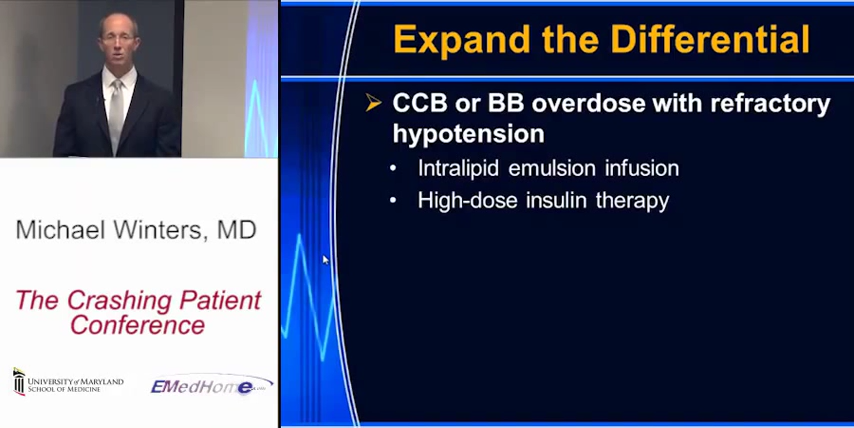 Expand the Differential
CCB or BB overdose with refractory
hypotension
Intralipid emulsion infusion
High-dose insulin therapy
Michael Winters, MD
The Crashing Patient
Conference
UNIVERSITY of MARYLAND
SCHOOL OF MEDICINE
EMedHome.com